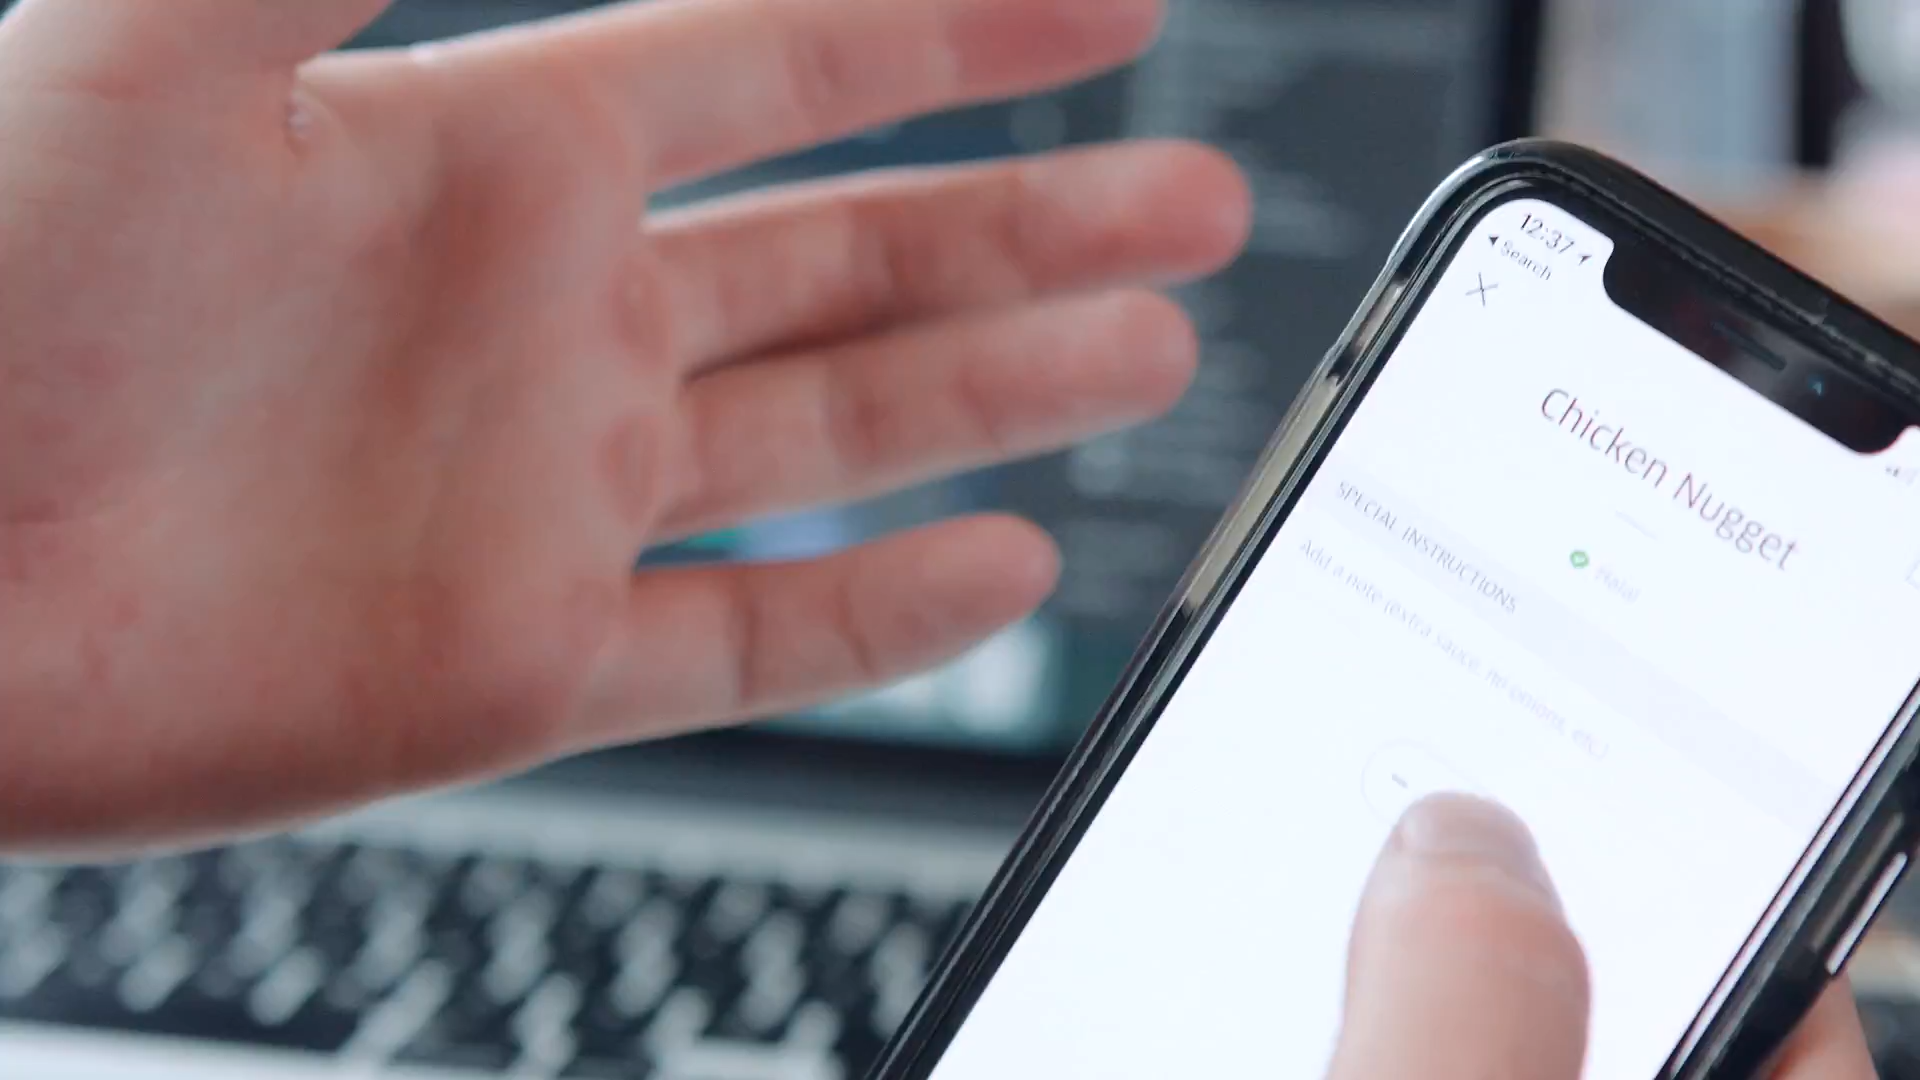 12:37
Search
Chicken Nugget
Halal
SPECIAL INSTRUCTIONS
Add a note (extra sauce, no onions, etc.)